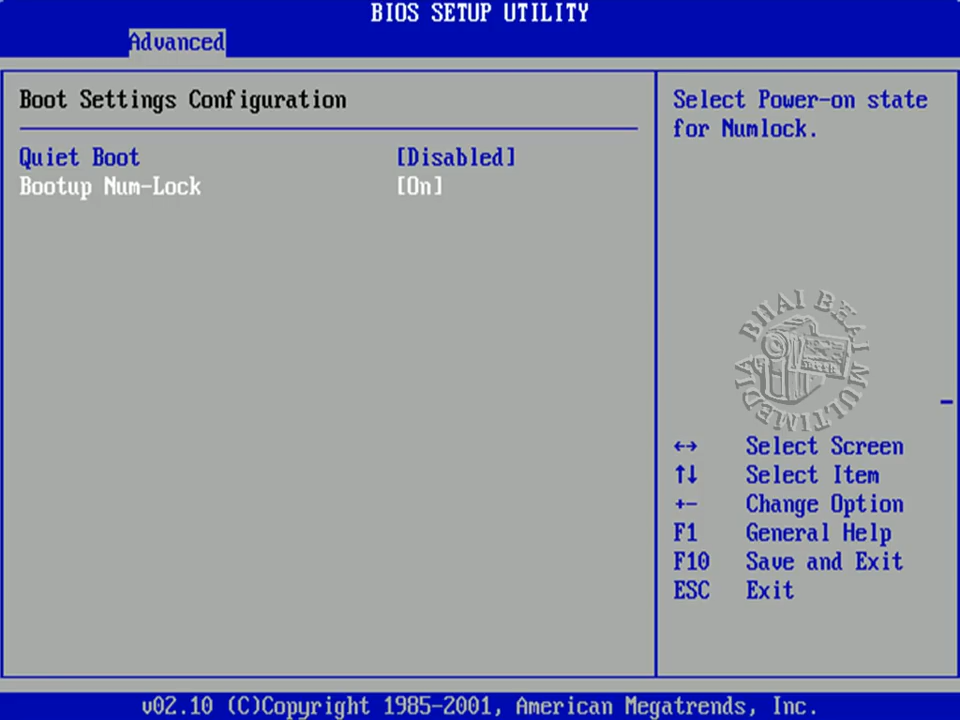 BIOS SETUP UTILITY
Advanced
Boot Settings Configuration
Quiet Boot [Disabled]
Bootup Num-Lock [On]
Select Power-on state
for Numlock.
BHAI BHAI MULTIMEDIA
↔ Select Screen
↑↓ Select Item
+- Change Option
F1 General Help
F10 Save and Exit
ESC Exit
v02.10 (C)Copyright 1985-2001, American Megatrends, Inc.